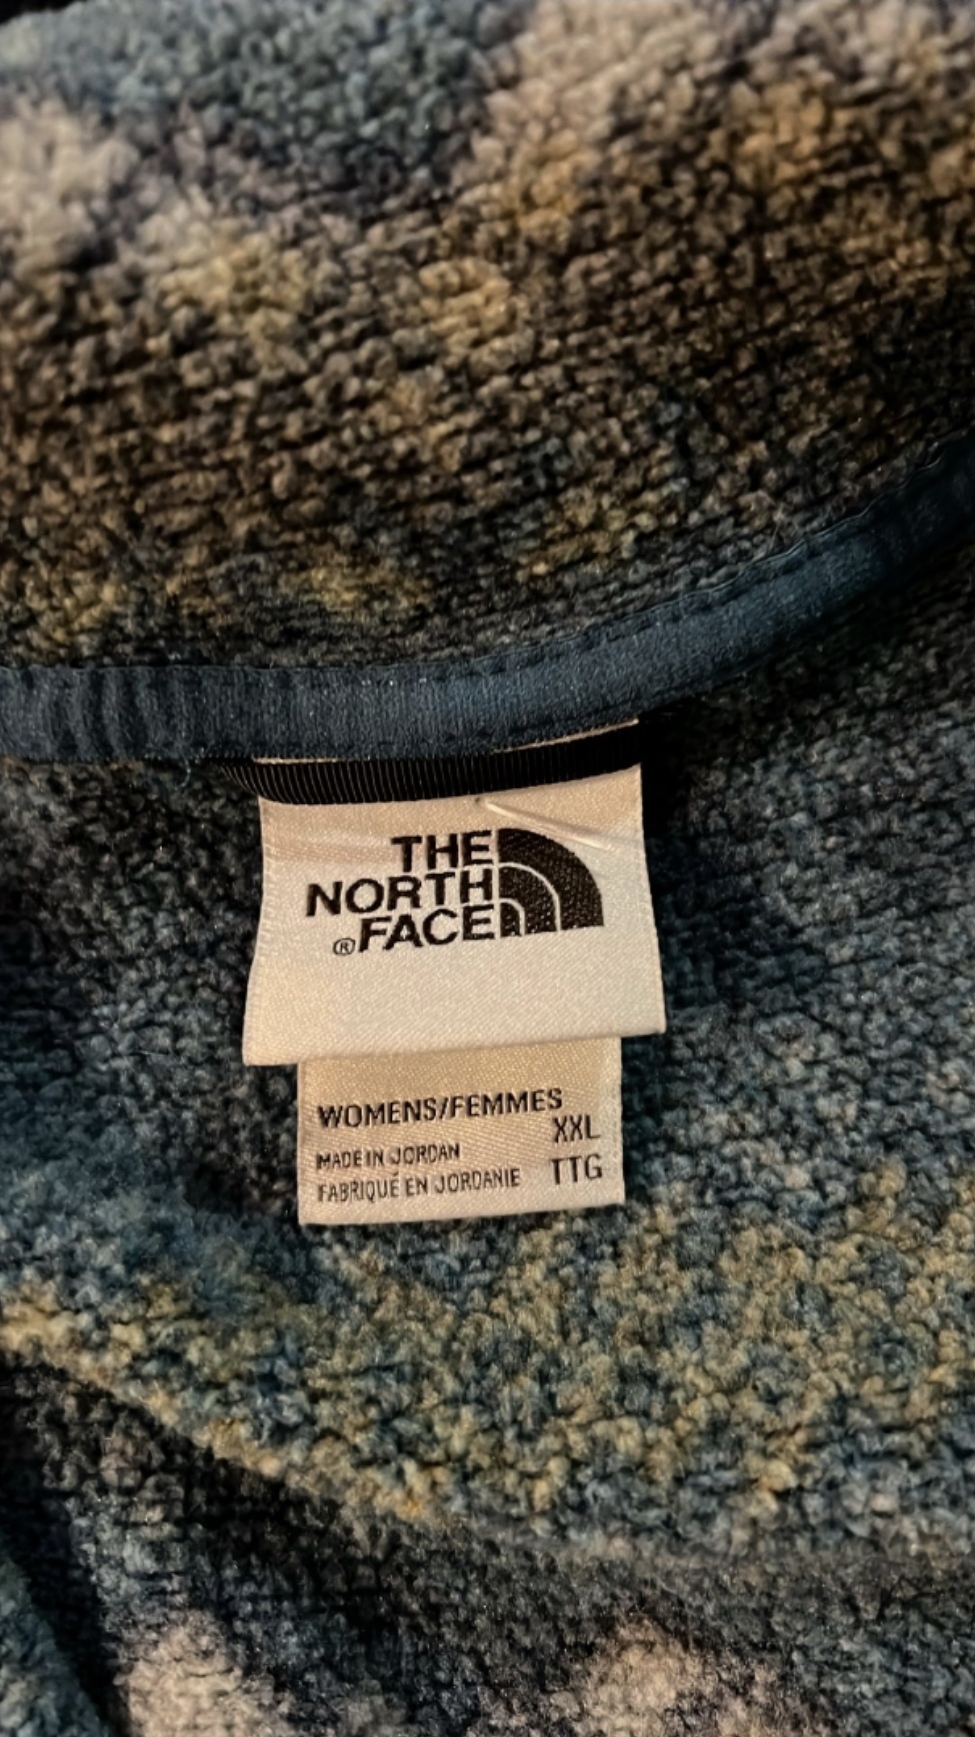 THE
NORTH
®FACE
WOMENS/FEMMES
XXL
MADE IN JORDAN
FABRIQUÉ EN JORDANIE
TTG